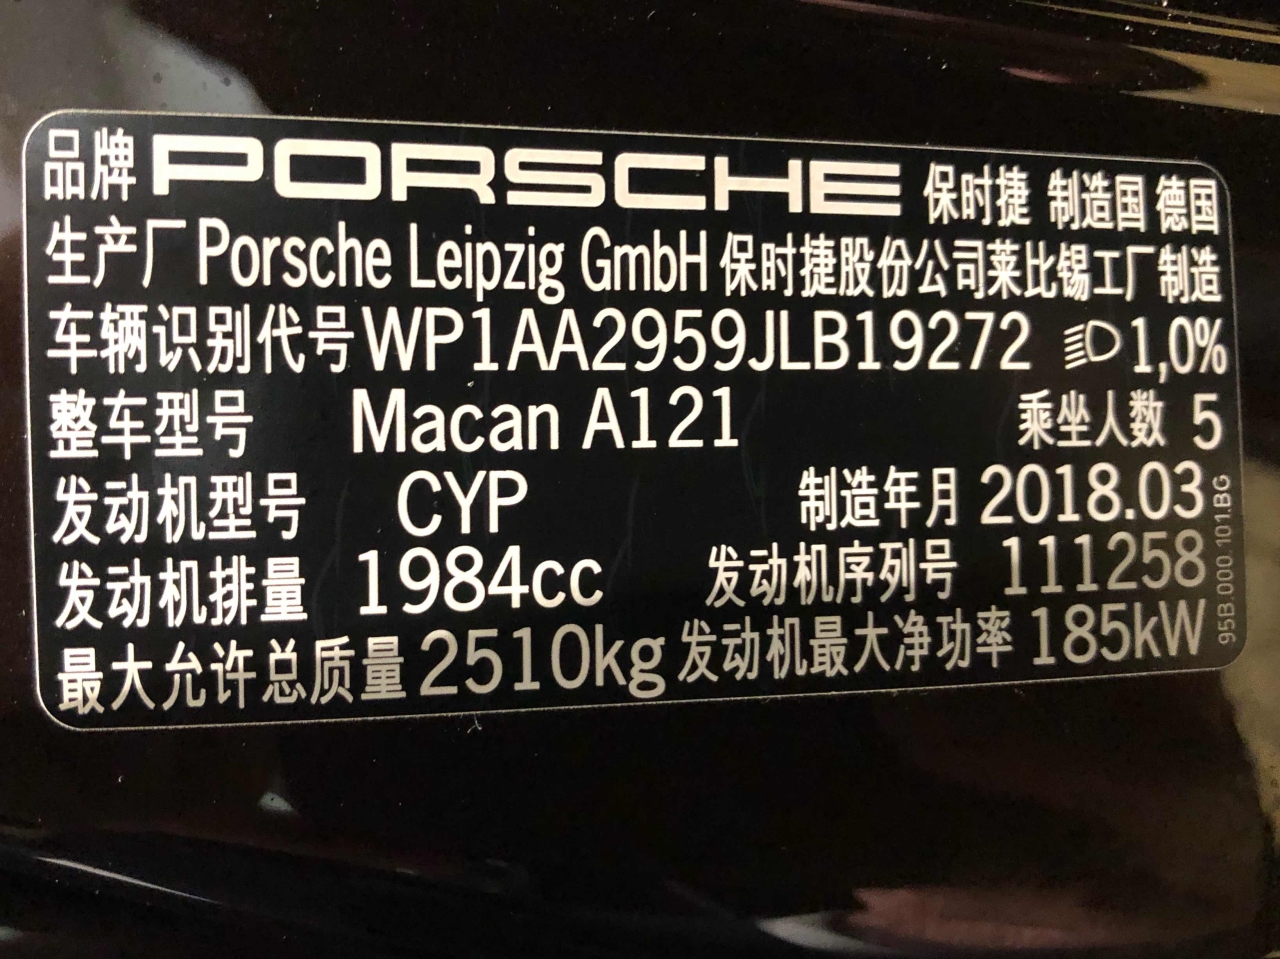 品牌 PORSCHE 保时捷 制造国 德国
生产厂 Porsche Leipzig GmbH 保时捷股份公司莱比锡工厂制造
车辆识别代号 WP1AA2959JLB19272 1,0%
整车型号 Macan A121 乘坐人数 5
发动机型号 CYP 制造年月 2018.03
发动机排量 1984cc 发动机序列号 111258
最大允许总质量 2510kg 发动机最大净功率 185kW
95B.000.101.BG